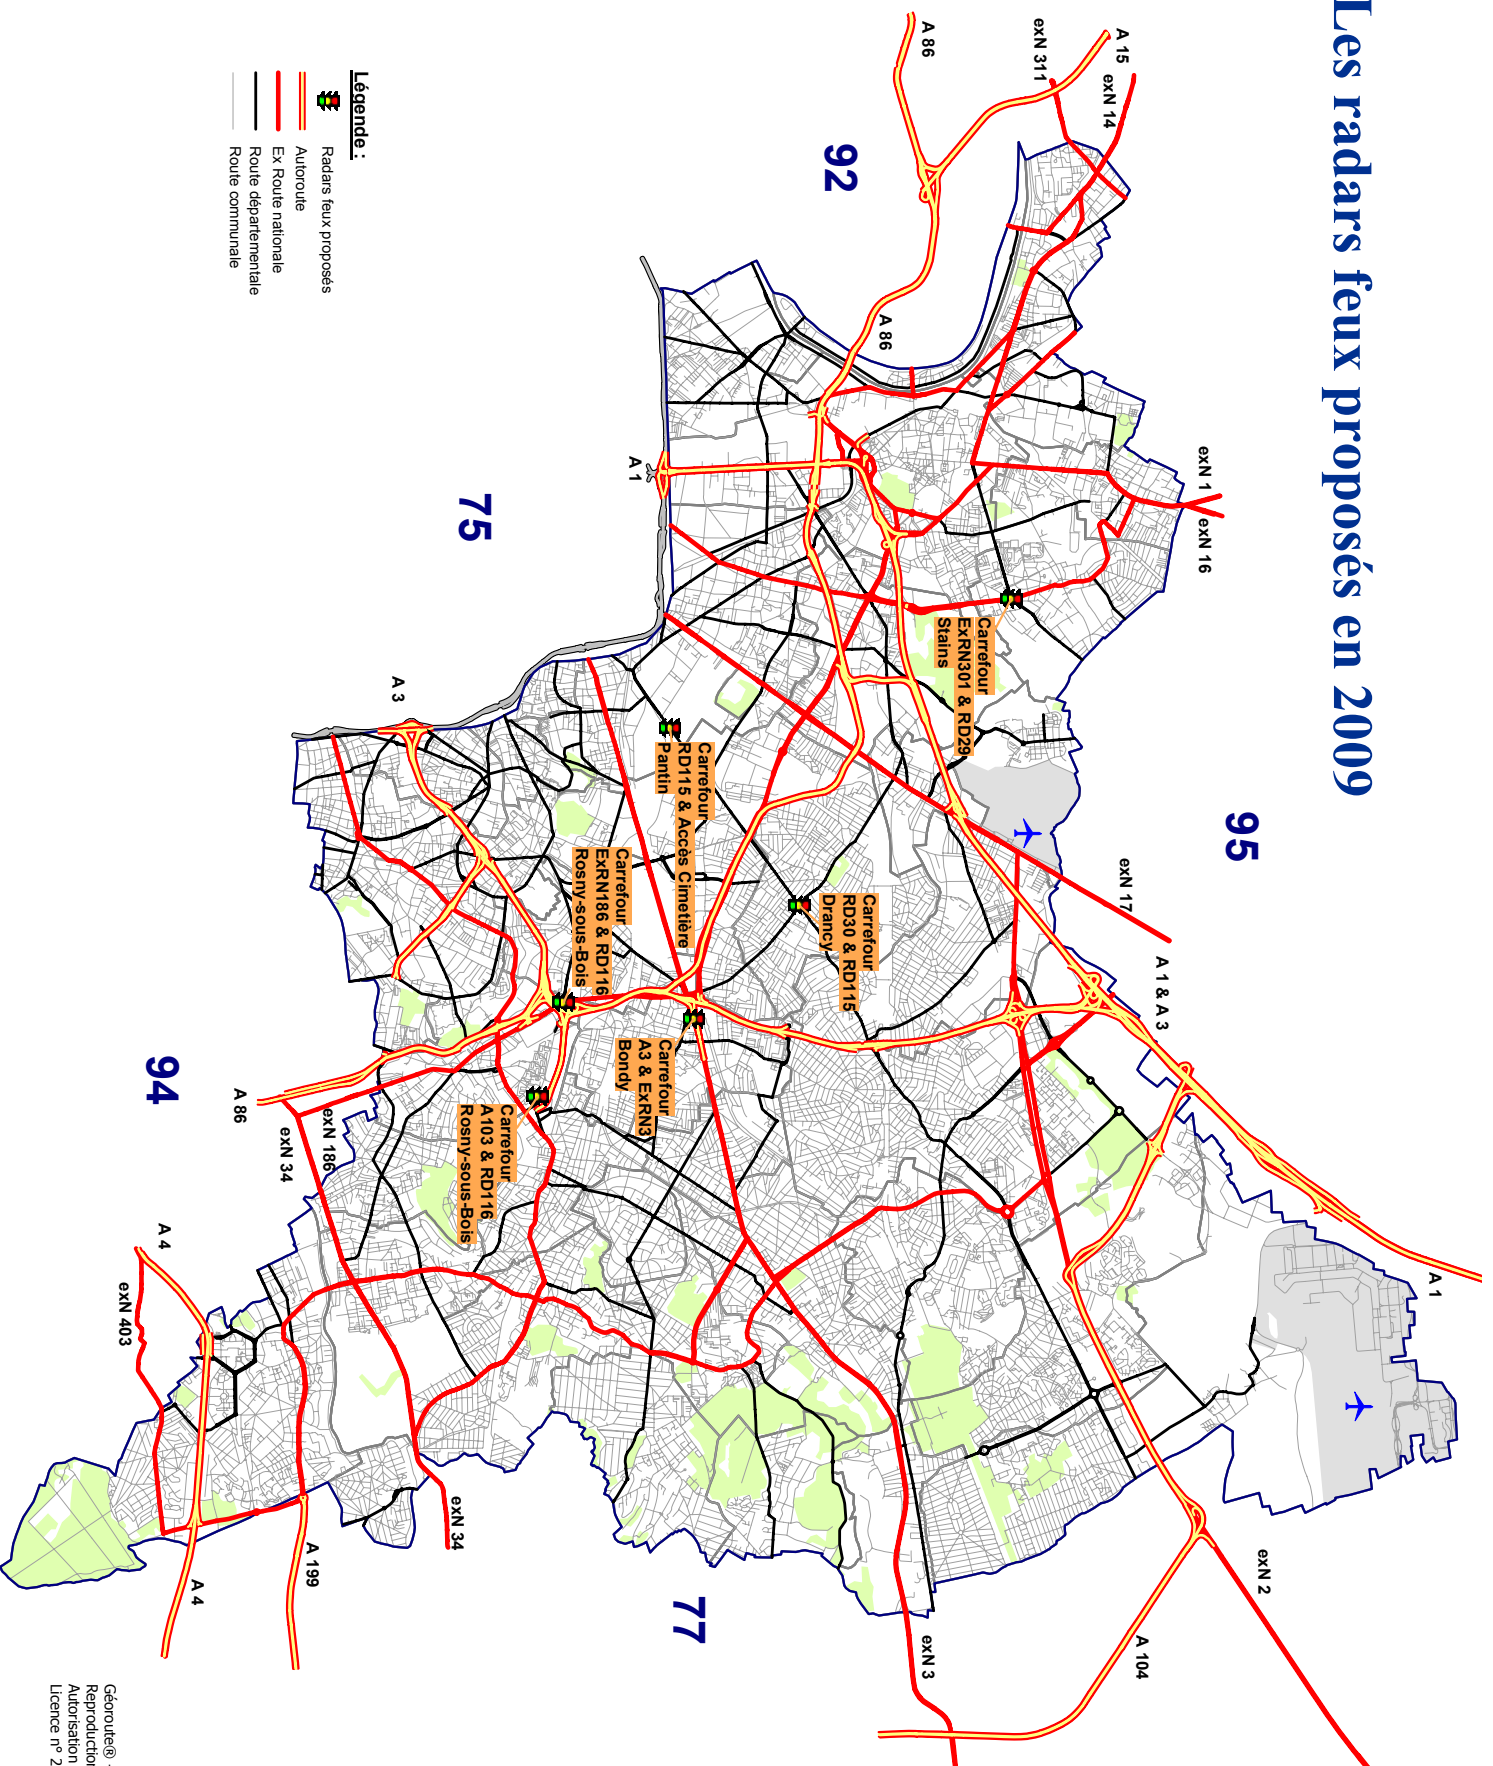 Les radars feux proposés en 2009
95
92
75
94
77
A 15
exN 14
exN 311
A 86
A 86
exN 1
exN 16
exN 17
A 1 & A 3
A 1
A 1
A 3
exN 2
A 104
exN 3
A 86
exN 186
exN 34
exN 34
A 4
exN 403
A 199
A 4
Carrefour
ExRN301 & RD29
Stains
Carrefour
RD115 & Accès Cimetière
Pantin
Carrefour
RD30 & RD115
Drancy
Carrefour
ExRN186 & RD116
Rosny-sous-Bois
Carrefour
A3 & ExRN3
Bondy
Carrefour
A103 & RD116
Rosny-sous-Bois
Légende :
Radars feux proposés
Autoroute
Ex Route nationale
Route départementale
Route communale
Géoroute®
Reproduction
Autorisation
Licence n° 2